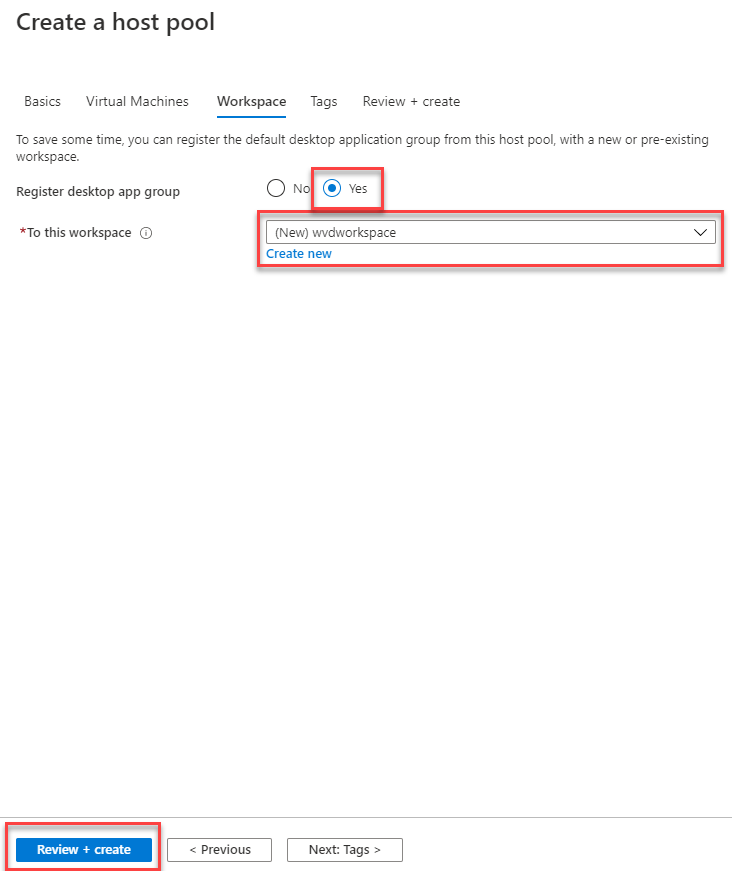 Create a host pool
Basics Virtual Machines Workspace Tags Review + create
To save some time, you can register the default desktop application group from this host pool, with a new or pre-existing
workspace.
Register desktop app group No Yes
*To this workspace (New) wvdworkspace
Create new
Review + create < Previous Next: Tags >